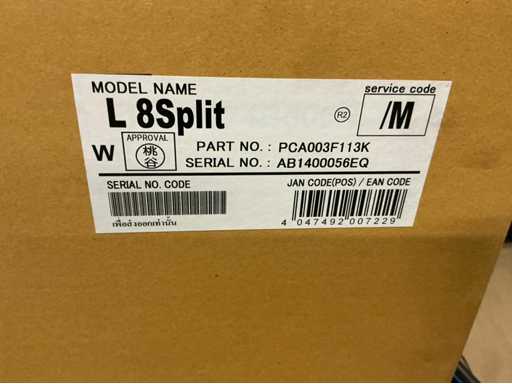 MODEL NAME
L 8Split
R2
service code
/M
W
APPROVAL
桃谷
PART NO. : PCA003F113K
SERIAL NO. : AB1400056EQ
SERIAL NO. CODE
JAN CODE(POS) / EAN CODE
4 047492 007229
เพื่อส่งออกเท่านั้น